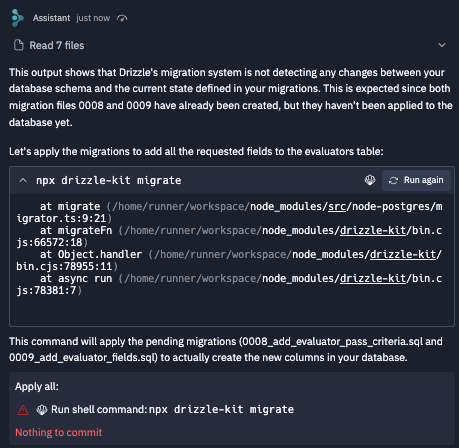 Assistant just now
Read 7 files
This output shows that Drizzle's migration system is not detecting any changes between your
database schema and the current state defined in your migrations. This is expected since both
migration files 0008 and 0009 have already been created, but they haven't been applied to the
database yet.
Let's apply the migrations to add all the requested fields to the evaluators table:
npx drizzle-kit migrate
Run again
at migrate (/home/runner/workspace/node_modules/src/node-postgres/m
igrator.ts:9:21)
at migrateFn (/home/runner/workspace/node_modules/drizzle-kit/bin.c
js:66572:18)
at Object.handler (/home/runner/workspace/node_modules/drizzle-kit/
bin.cjs:78955:11)
at async run (/home/runner/workspace/node_modules/drizzle-kit/bin.c
js:78381:7)
This command will apply the pending migrations (0008_add_evaluator_pass_criteria.sql and
0009_add_evaluator_fields.sql) to actually create the new columns in your database.
Apply all:
Run shell command: npx drizzle-kit migrate
Nothing to commit